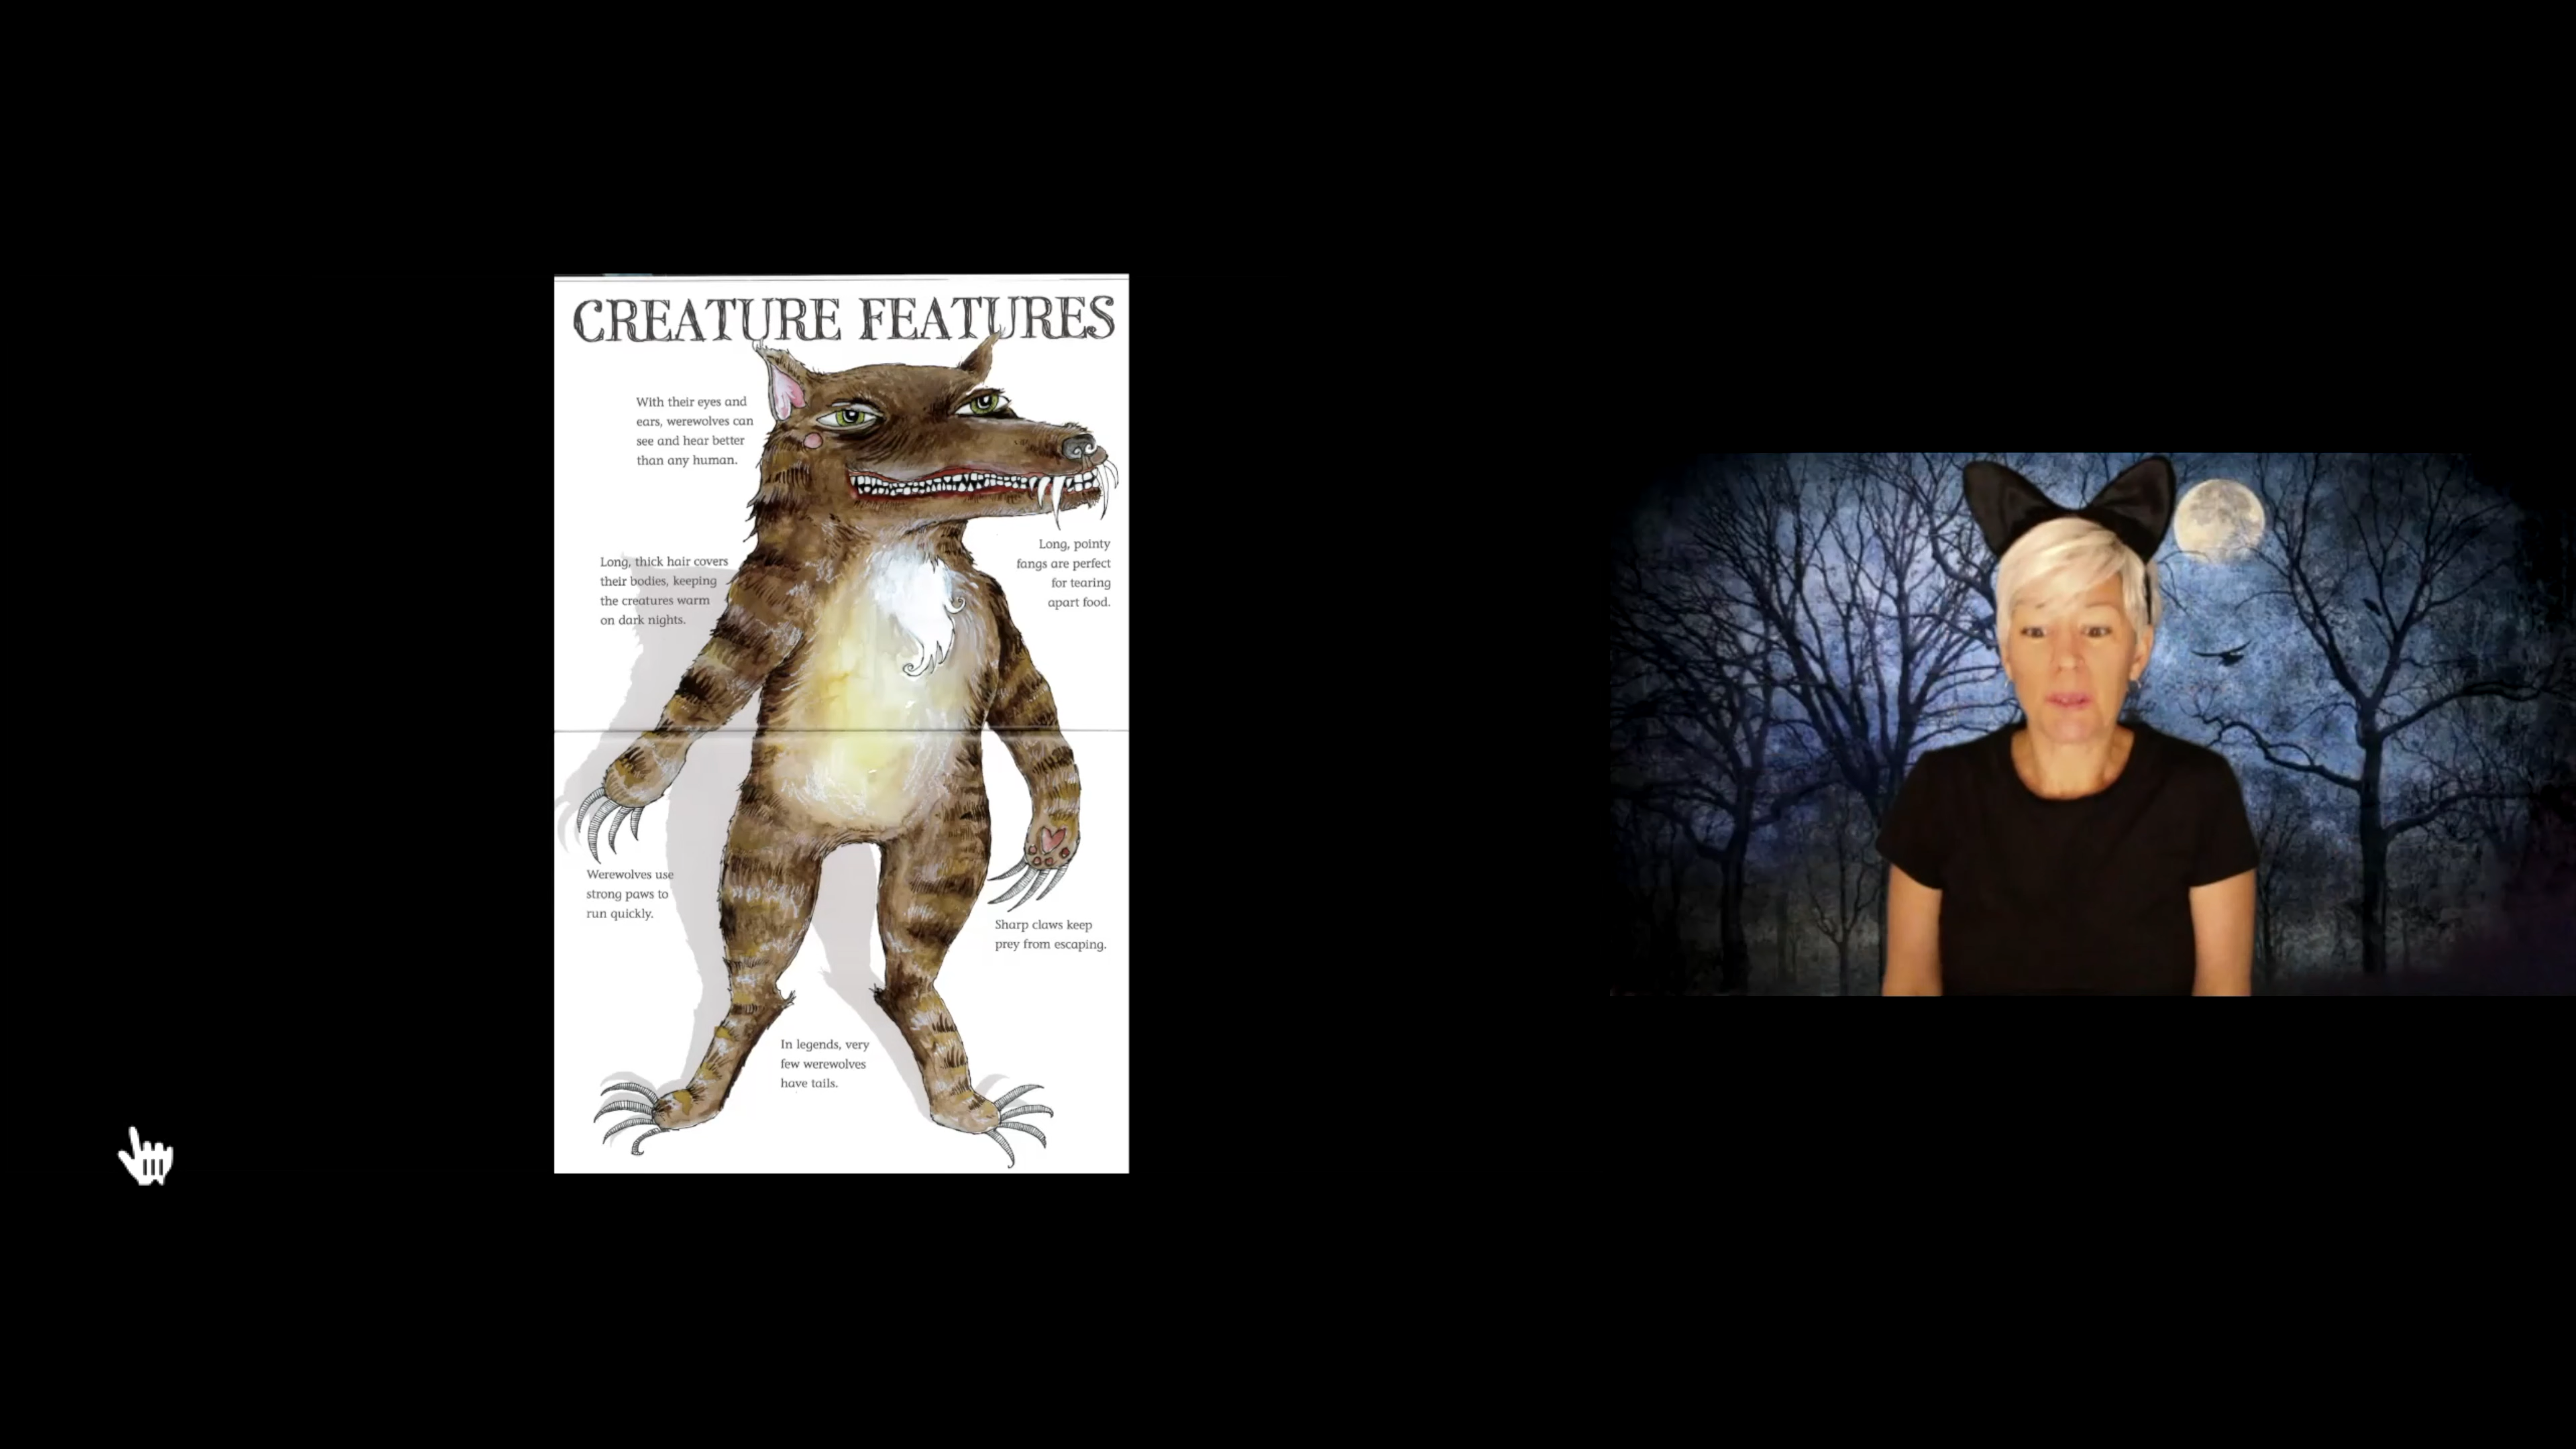 CREATURE FEATURES
With their eyes and
ears, werewolves can
see and hear better
than any human.
Long, pointy
fangs are perfect
for tearing
apart food.
Long, thick hair covers
their bodies, keeping
the creatures warm
on dark nights.
Werewolves use
strong paws to
run quickly.
Sharp claws keep
prey from escaping.
In legends, very
few werewolves
have tails.